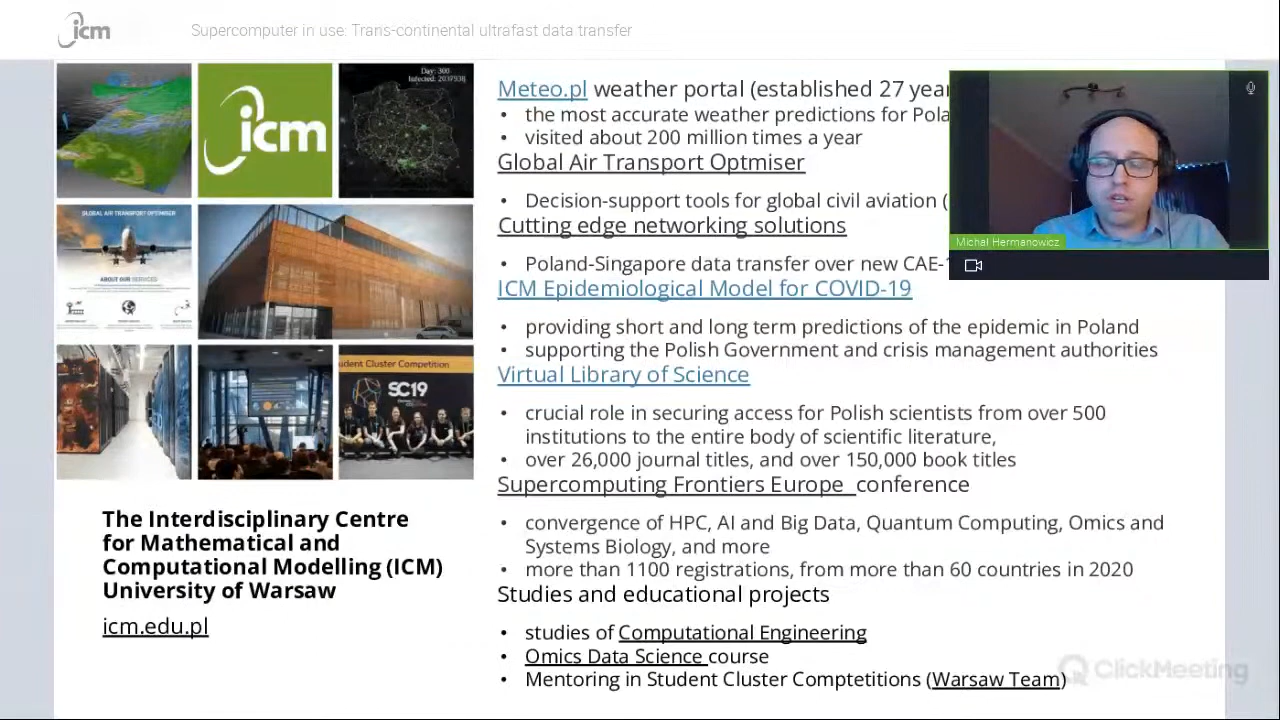 icm
Supercomputer in use: Trans-continental ultrafast data transfer
Day: 300
icm
GLOBAL AIR TRANSPORT OPTIMISER
ABOUT OUR SERVICES
udent Cluster Competition
SC19
The Interdisciplinary Centre
for Mathematical and
Computational Modelling (ICM)
University of Warsaw
icm.edu.pl
Meteo.pl weather portal (established 27 year
• the most accurate weather predictions for Pola
• visited about 200 million times a year
Global Air Transport Optmiser
• Decision-support tools for global civil aviation (
Cutting edge networking solutions
• Poland-Singapore data transfer over new CAE-1
ICM Epidemiological Model for COVID-19
• providing short and long term predictions of the epidemic in Poland
• supporting the Polish Government and crisis management authorities
Virtual Library of Science
• crucial role in securing access for Polish scientists from over 500
institutions to the entire body of scientific literature,
• over 26,000 journal titles, and over 150,000 book titles
Supercomputing Frontiers Europe conference
• convergence of HPC, AI and Big Data, Quantum Computing, Omics and
Systems Biology, and more
• more than 1100 registrations, from more than 60 countries in 2020
Studies and educational projects
• studies of Computational Engineering
• Omics Data Science course
• Mentoring in Student Cluster Comptetitions (Warsaw Team)
Michał Hermanowicz
ClickMeeting